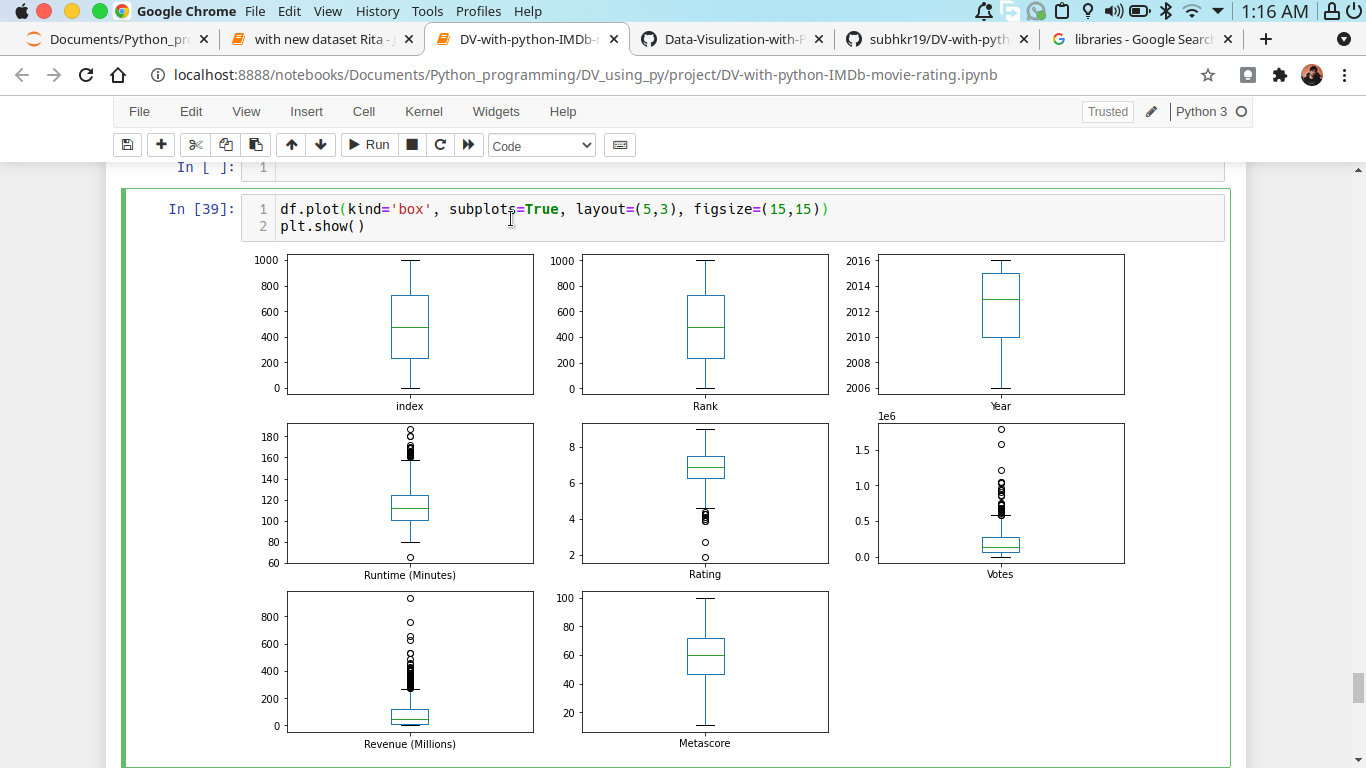 Google Chrome File Edit View History Tools Profiles Help 1:16 AM
Documents/Python_pr with new dataset Rita - DV-with-python-IMDb- Data-Visulization-with-P subhkr19/DV-with-pyth libraries - Google Search
localhost:8888/notebooks/Documents/Python_programming/DV_using_py/project/DV-with-python-IMDb-movie-rating.ipynb
File Edit View Insert Cell Kernel Widgets Help Trusted Python 3
Run Code
In [ ]: 1
In [39]: 1 df.plot(kind='box', subplots=True, layout=(5,3), figsize=(15,15))
2 plt.show()
1000
800
600
400
200
0
index
1000
800
600
400
200
0
Rank
2016
2014
2012
2010
2008
2006
Year
180
160
140
120
100
80
60
Runtime (Minutes)
8
6
4
2
Rating
1e6
1.5
1.0
0.5
0.0
Votes
800
600
400
200
0
Revenue (Millions)
100
80
60
40
20
Metascore